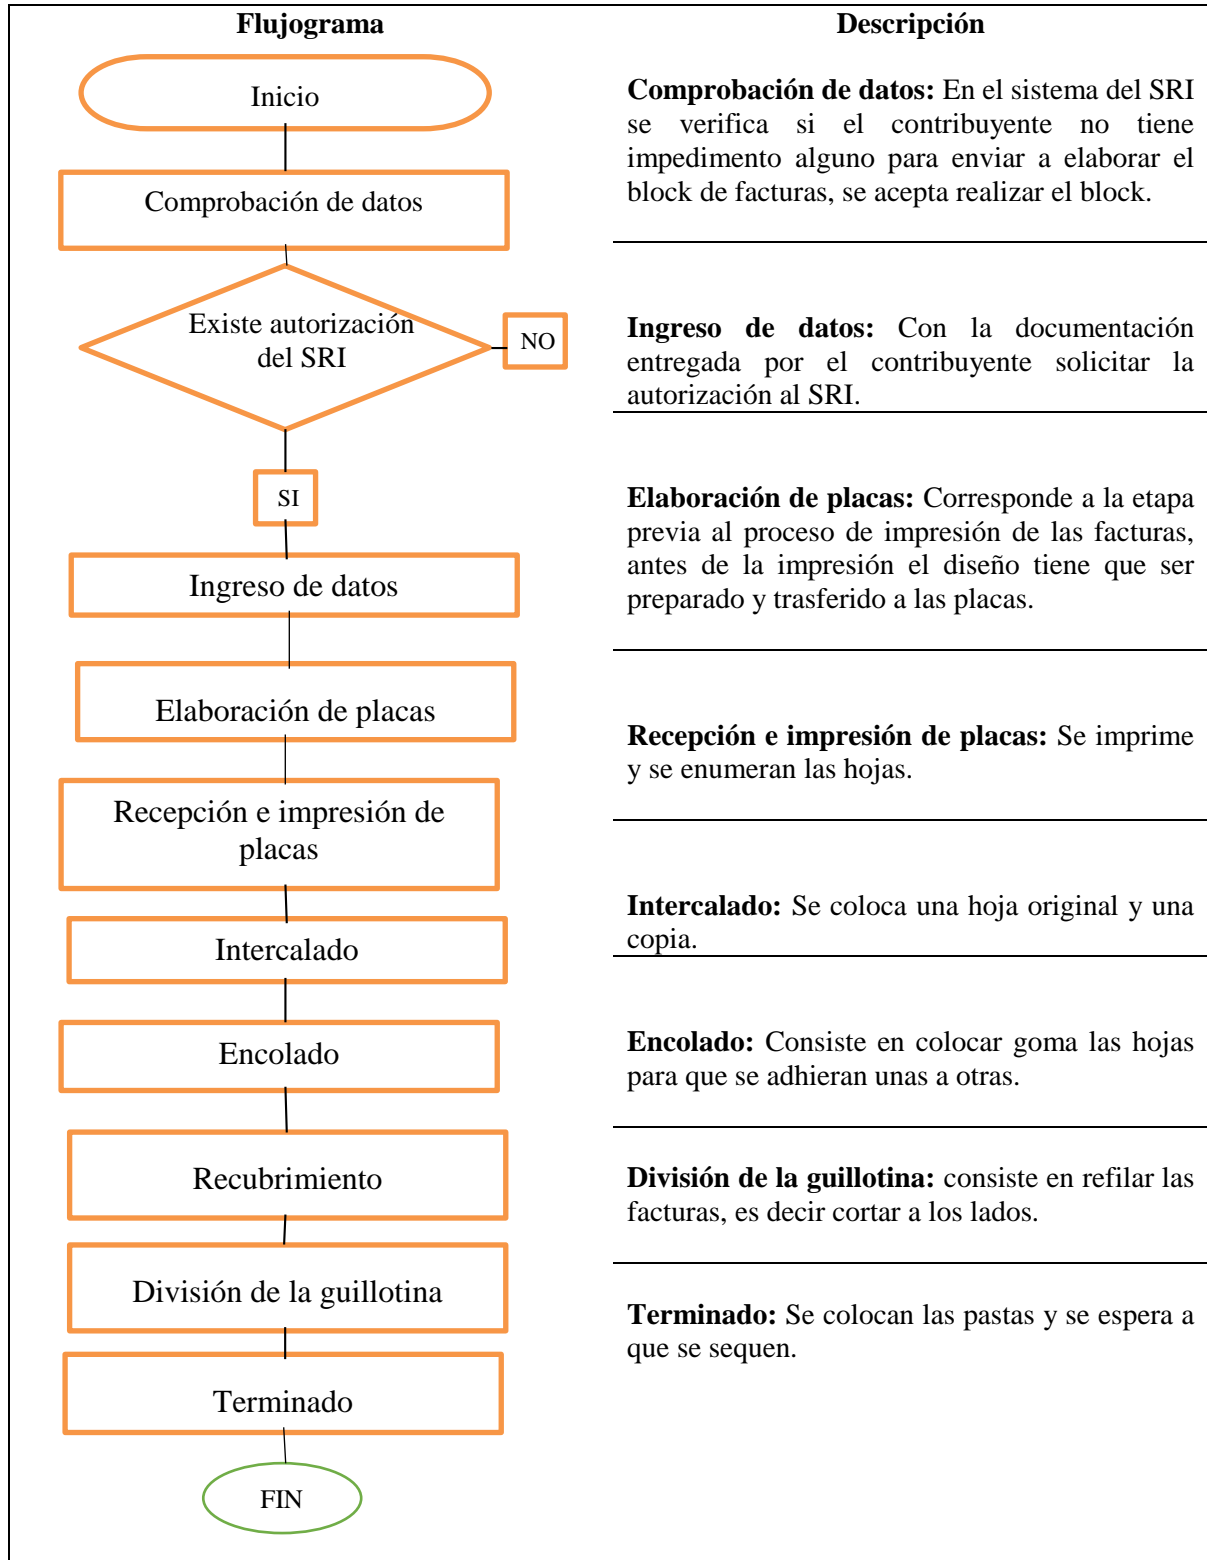 Flujograma
Inicio
Comprobación de datos
Existe autorización
del SRI
NO
SI
Ingreso de datos
Elaboración de placas
Recepción e impresión de
placas
Intercalado
Encolado
Recubrimiento
División de la guillotina
Terminado
FIN
Descripción
Comprobación de datos: En el sistema del SRI
se verifica si el contribuyente no tiene
impedimento alguno para enviar a elaborar el
block de facturas, se acepta realizar el block.
Ingreso de datos: Con la documentación
entregada por el contribuyente solicitar la
autorización al SRI.
Elaboración de placas: Corresponde a la etapa
previa al proceso de impresión de las facturas,
antes de la impresión el diseño tiene que ser
preparado y trasferido a las placas.
Recepción e impresión de placas: Se imprime
y se enumeran las hojas.
Intercalado: Se coloca una hoja original y una
copia.
Encolado: Consiste en colocar goma las hojas
para que se adhieran unas a otras.
División de la guillotina: consiste en refilar las
facturas, es decir cortar a los lados.
Terminado: Se colocan las pastas y se espera a
que se sequen.